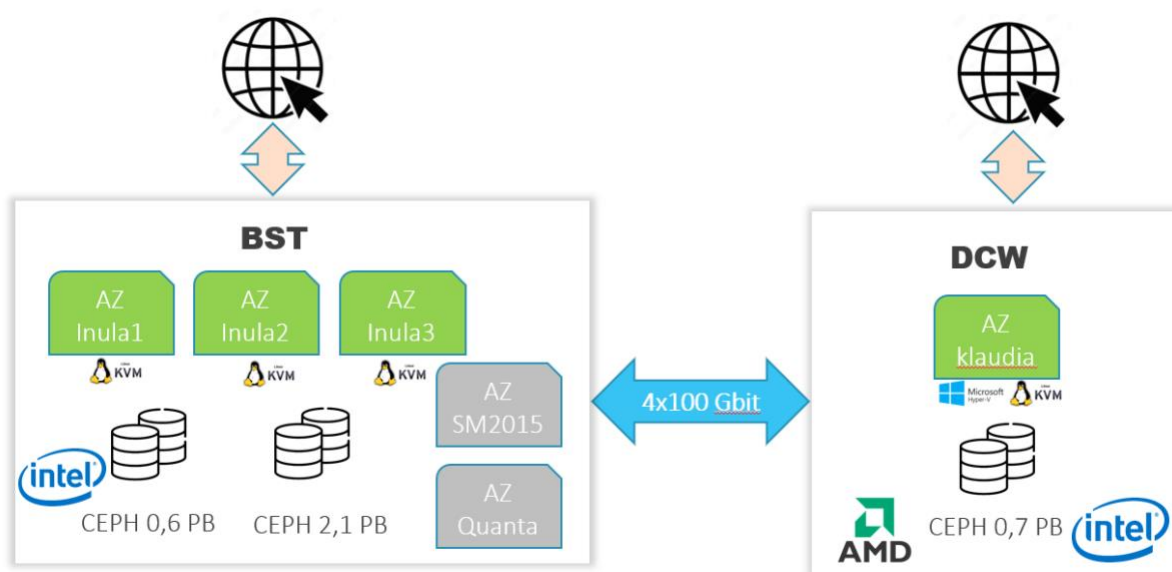 BST
AZ
Inula1
AZ
Inula2
AZ
Inula3
KVM
KVM
KVM
AZ
SM2015
AZ
Quanta
intel
CEPH 0,6 PB
CEPH 2,1 PB
4x100 Gbit
DCW
AZ
klaudia
Microsoft
Hyper-V
KVM
AMD
CEPH 0,7 PB
intel